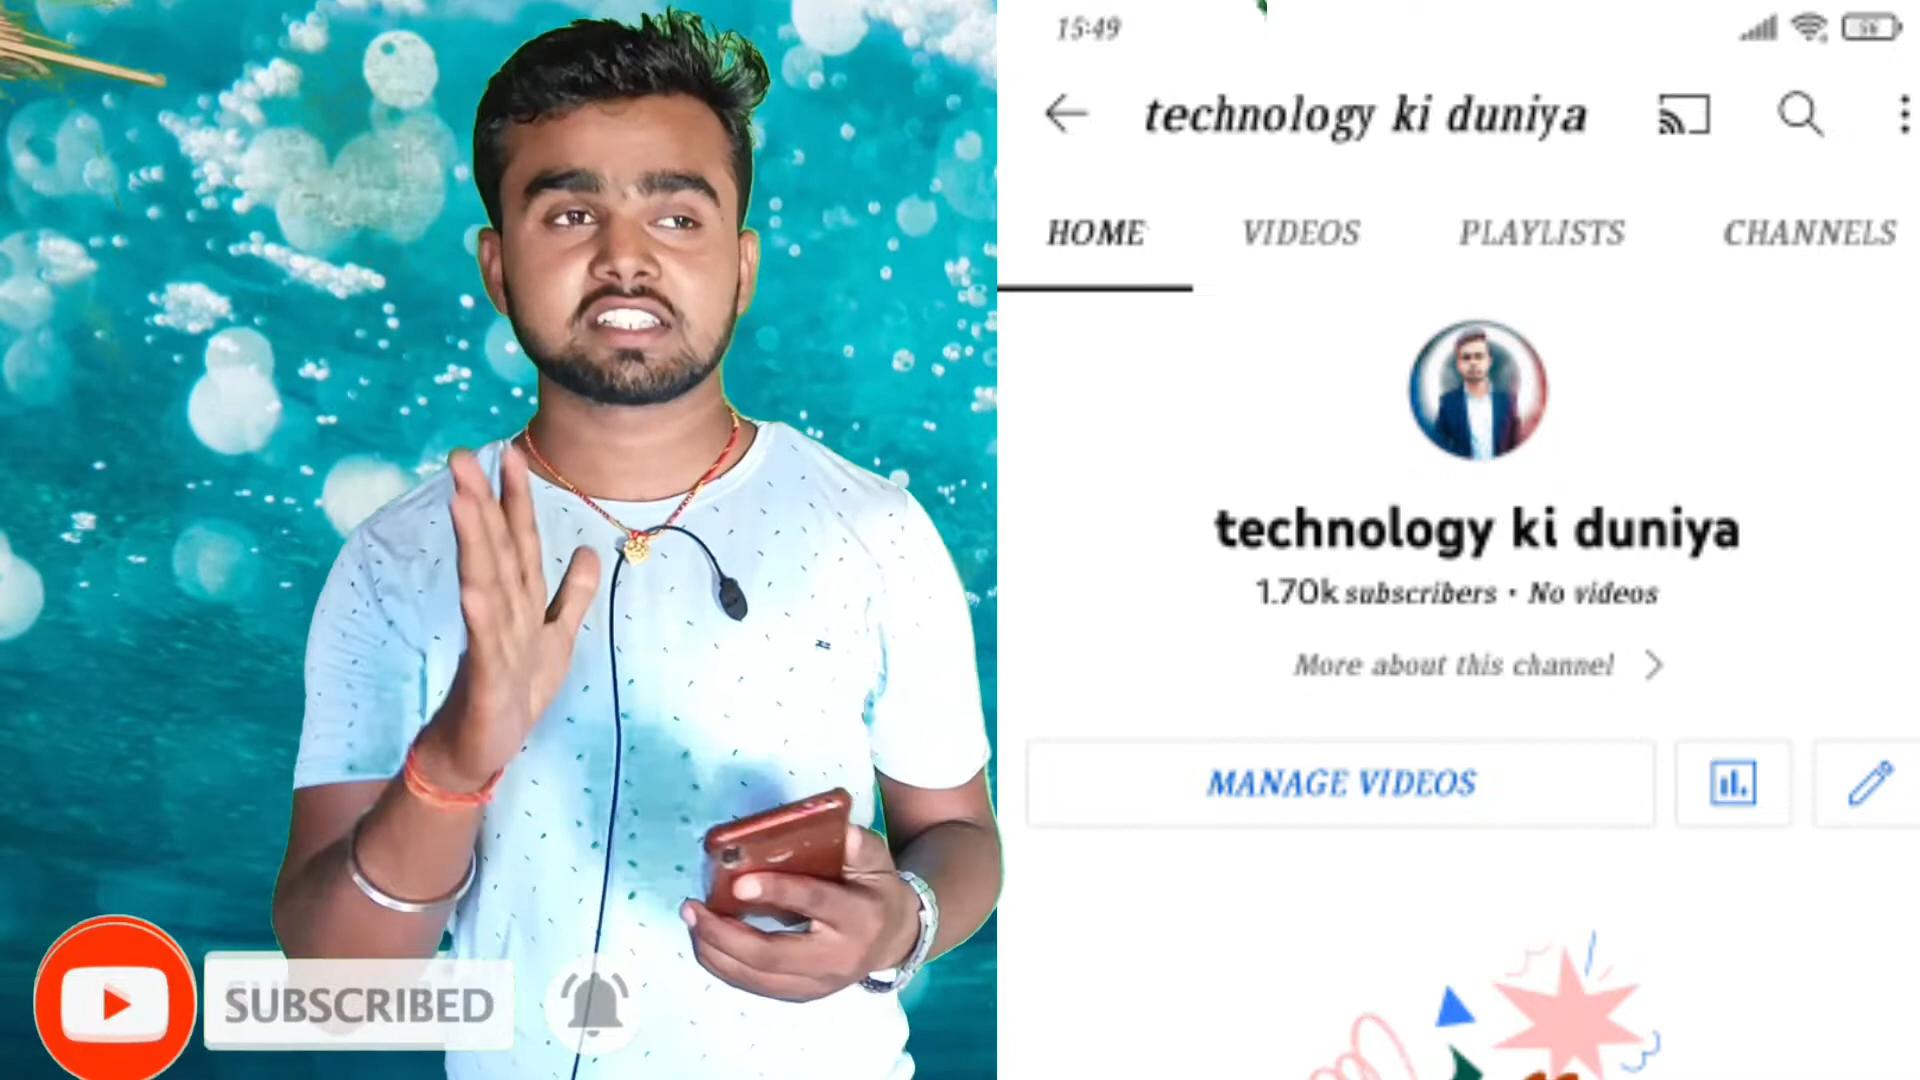 15:49
technology ki duniya
HOME VIDEOS PLAYLISTS CHANNELS
technology ki duniya
1.70k subscribers • No videos
More about this channel
MANAGE VIDEOS
SUBSCRIBED